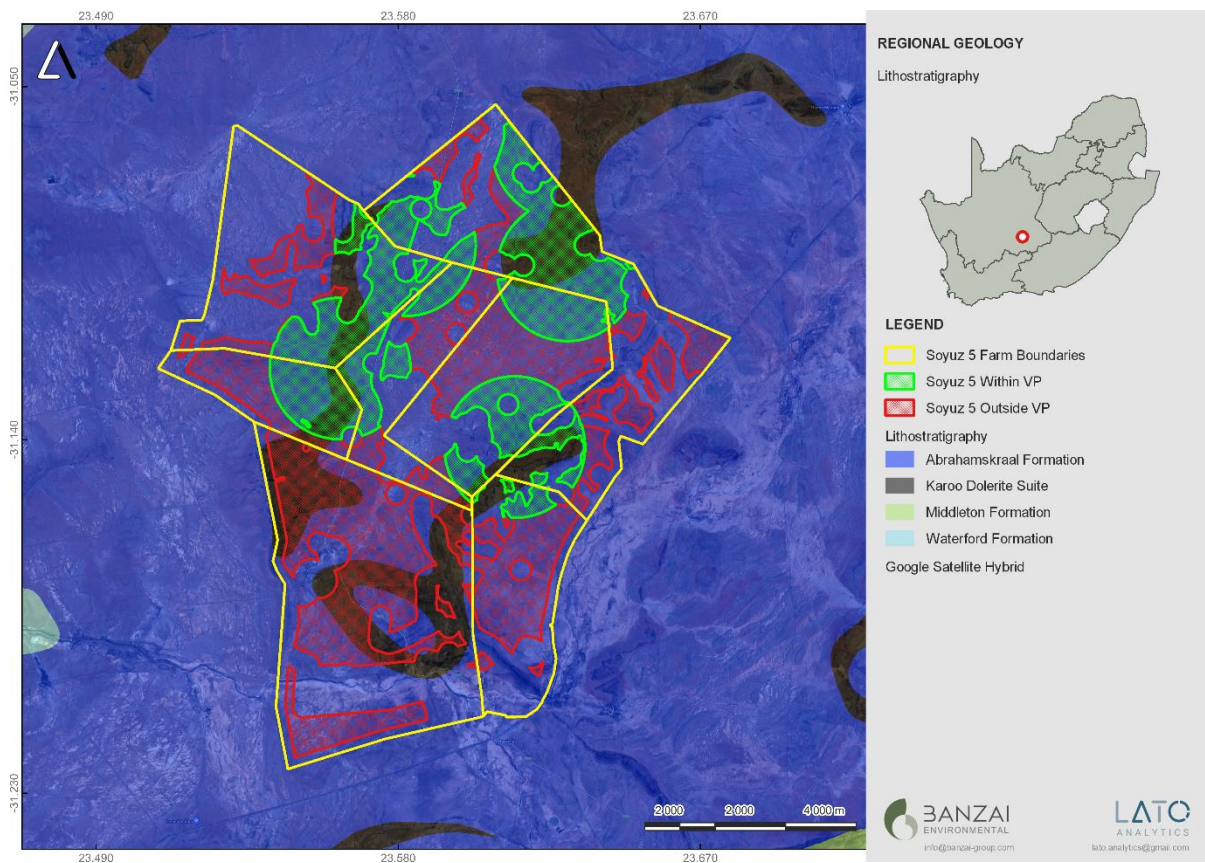 23.490 23.580 23.670
-31.050
-31.140
-31.230
2 000 2 000 4 000 m
23.490 23.580 23.670
REGIONAL GEOLOGY
Lithostratigraphy
LEGEND
Soyuz 5 Farm Boundaries
Soyuz 5 Within VP
Soyuz 5 Outside VP
Lithostratigraphy
Abrahamskraal Formation
Karoo Dolerite Suite
Middleton Formation
Waterford Formation
Google Satellite Hybrid
BANZAI
ENVIRONMENTAL
info@banzai-group.com
LATO
ANALYTICS
lato.analytics@gmail.com